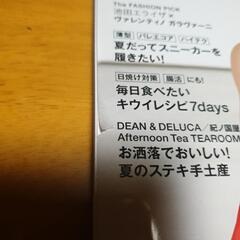 The FASHION PICK
池田エライザ×
ヴァレンティノ ガラヴァーニ
薄型 バレエコア ハイテク
夏だってスニーカーを
履きたい!
日焼け対策 腸活 にも!
毎日食べたい
キウイレシピ7days
DEAN & DELUCA/紀ノ国屋
Afternoon Tea TEAROOM
お洒落でおいしい!
夏のステキ手土産